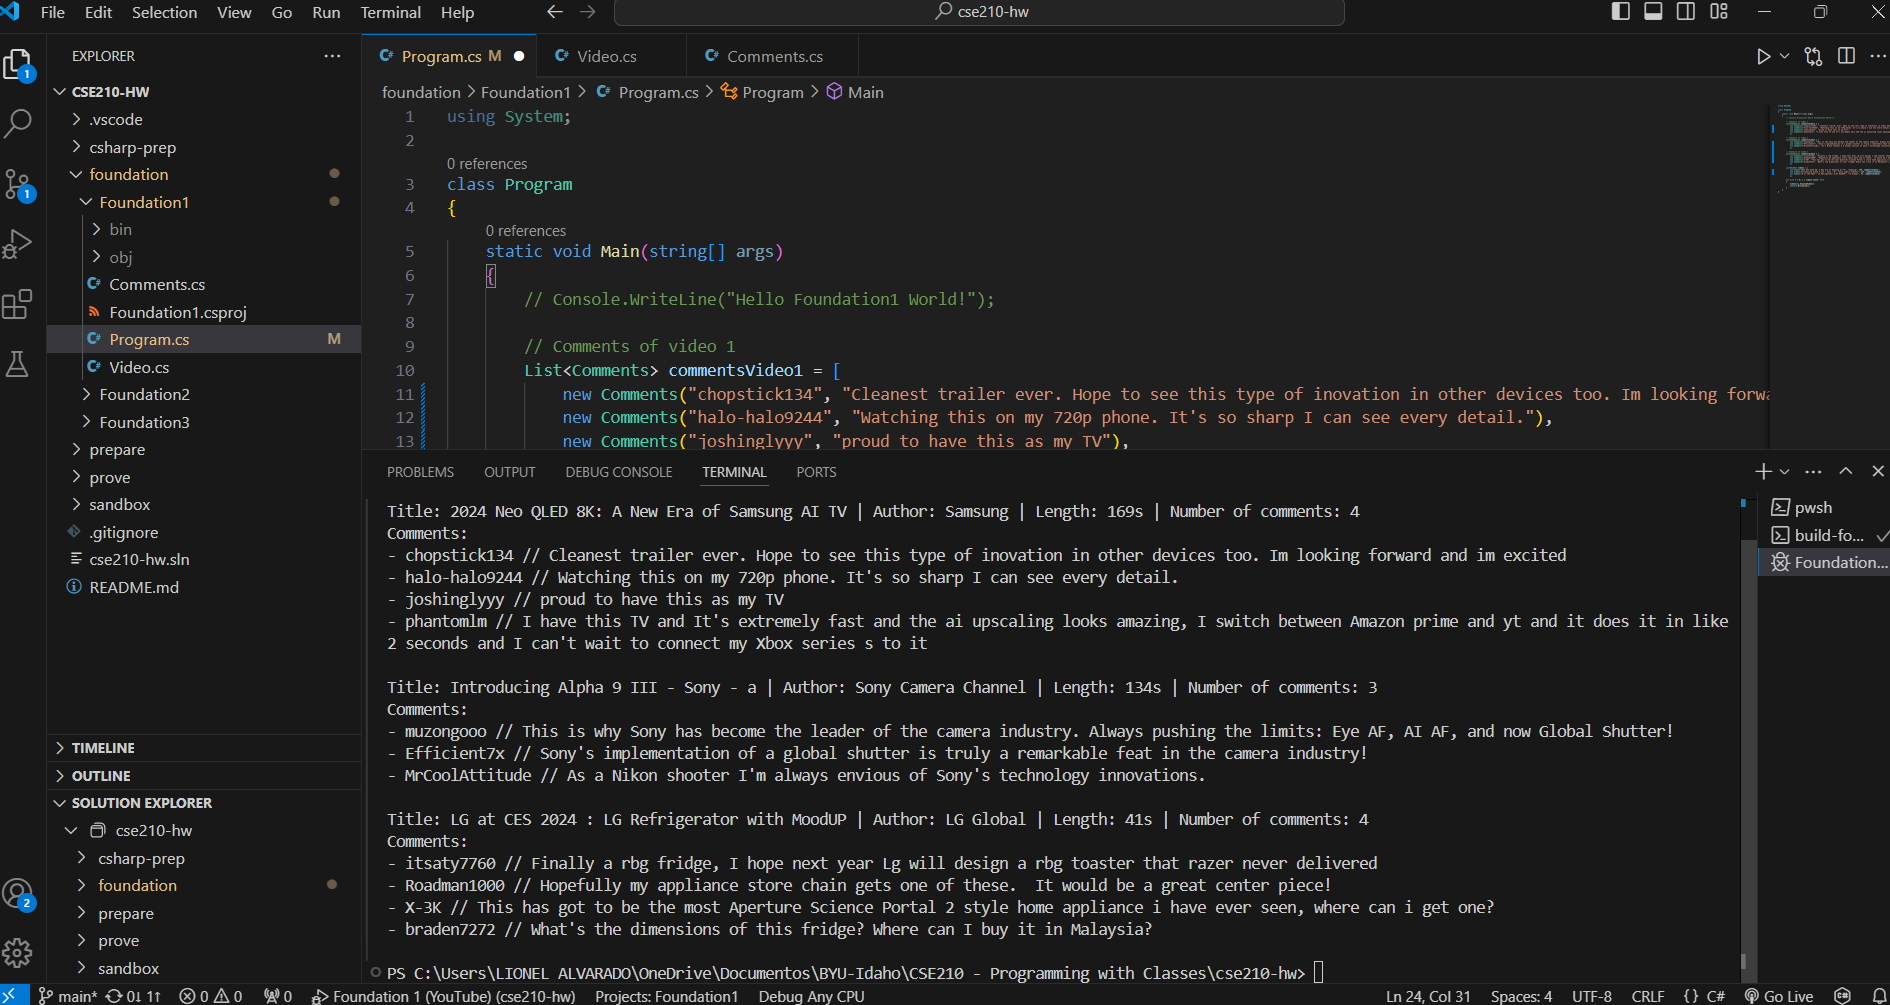 File Edit Selection View Go Run Terminal Help
cse210-hw
EXPLORER
CSE210-HW
.vscode
csharp-prep
foundation
Foundation1
bin
obj
Comments.cs
Foundation1.csproj
Program.cs M
Video.cs
Foundation2
Foundation3
prepare
prove
sandbox
.gitignore
cse210-hw.sln
README.md
TIMELINE
OUTLINE
SOLUTION EXPLORER
cse210-hw
csharp-prep
foundation
prepare
prove
sandbox
1
1
2
Program.cs M
Video.cs
Comments.cs
foundation > Foundation1 > Program.cs > Program > Main
1 using System;
2
0 references
3 class Program
4 {
0 references
5 static void Main(string[] args)
6 {
7 // Console.WriteLine("Hello Foundation1 World!");
8
9 // Comments of video 1
10 List<Comments> commentsVideo1 = [
11 new Comments("chopstick134", "Cleanest trailer ever. Hope to see this type of inovation in other devices too. Im looking forwa
12 new Comments("halo-halo9244", "Watching this on my 720p phone. It's so sharp I can see every detail."),
13 new Comments("joshinglyyy", "proud to have this as my TV"),
PROBLEMS OUTPUT DEBUG CONSOLE TERMINAL PORTS
Title: 2024 Neo QLED 8K: A New Era of Samsung AI TV | Author: Samsung | Length: 169s | Number of comments: 4
Comments:
- chopstick134 // Cleanest trailer ever. Hope to see this type of inovation in other devices too. Im looking forward and im excited
- halo-halo9244 // Watching this on my 720p phone. It's so sharp I can see every detail.
- joshinglyyy // proud to have this as my TV
- phantomlm // I have this TV and It's extremely fast and the ai upscaling looks amazing, I switch between Amazon prime and yt and it does it in like
2 seconds and I can't wait to connect my Xbox series s to it
Title: Introducing Alpha 9 III - Sony - a | Author: Sony Camera Channel | Length: 134s | Number of comments: 3
Comments:
- muzongooo // This is why Sony has become the leader of the camera industry. Always pushing the limits: Eye AF, AI AF, and now Global Shutter!
- Efficient7x // Sony's implementation of a global shutter is truly a remarkable feat in the camera industry!
- MrCoolAttitude // As a Nikon shooter I'm always envious of Sony's technology innovations.
Title: LG at CES 2024 : LG Refrigerator with MoodUP | Author: LG Global | Length: 41s | Number of comments: 4
Comments:
- itsaty7760 // Finally a rbg fridge, I hope next year Lg will design a rbg toaster that razer never delivered
- Roadman1000 // Hopefully my appliance store chain gets one of these.  It would be a great center piece!
- X-3K // This has got to be the most Aperture Science Portal 2 style home appliance i have ever seen, where can i get one?
- braden7272 // What's the dimensions of this fridge? Where can I buy it in Malaysia?
PS C:\Users\LIONEL ALVARADO\OneDrive\Documentos\BYU-Idaho\CSE210 - Programming with Classes\cse210-hw>
pwsh
build-fo...
Foundation...
main* 0↓ 1↑ 0 0 0 Foundation 1 (YouTube) (cse210-hw) Projects: Foundation1 Debug Any CPU Ln 24, Col 31 Spaces: 4 UTF-8 CRLF {} C# Go Live